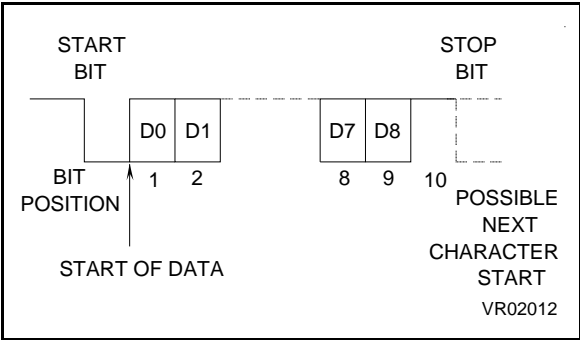 START
BIT
STOP
BIT
D0 D1 D7 D8
BIT
POSITION
1 2 8 9 10
POSSIBLE
NEXT
CHARACTER
START
START OF DATA
VR02012